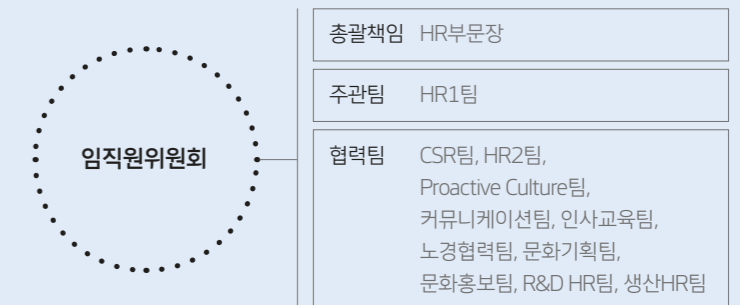 임직원위원회
총괄책임 HR부문장
주관팀 HR1팀
협력팀 CSR팀, HR2팀,
Proactive Culture팀,
커뮤니케이션팀, 인사교육팀,
노경협력팀, 문화기획팀,
문화홍보팀, R&D HR팀, 생산HR팀